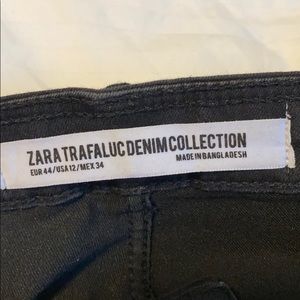 ZARA TRAFALUC DENIM COLLECTION
EUR 44/USA 12/MEX 34 MADE IN BANGLADESH